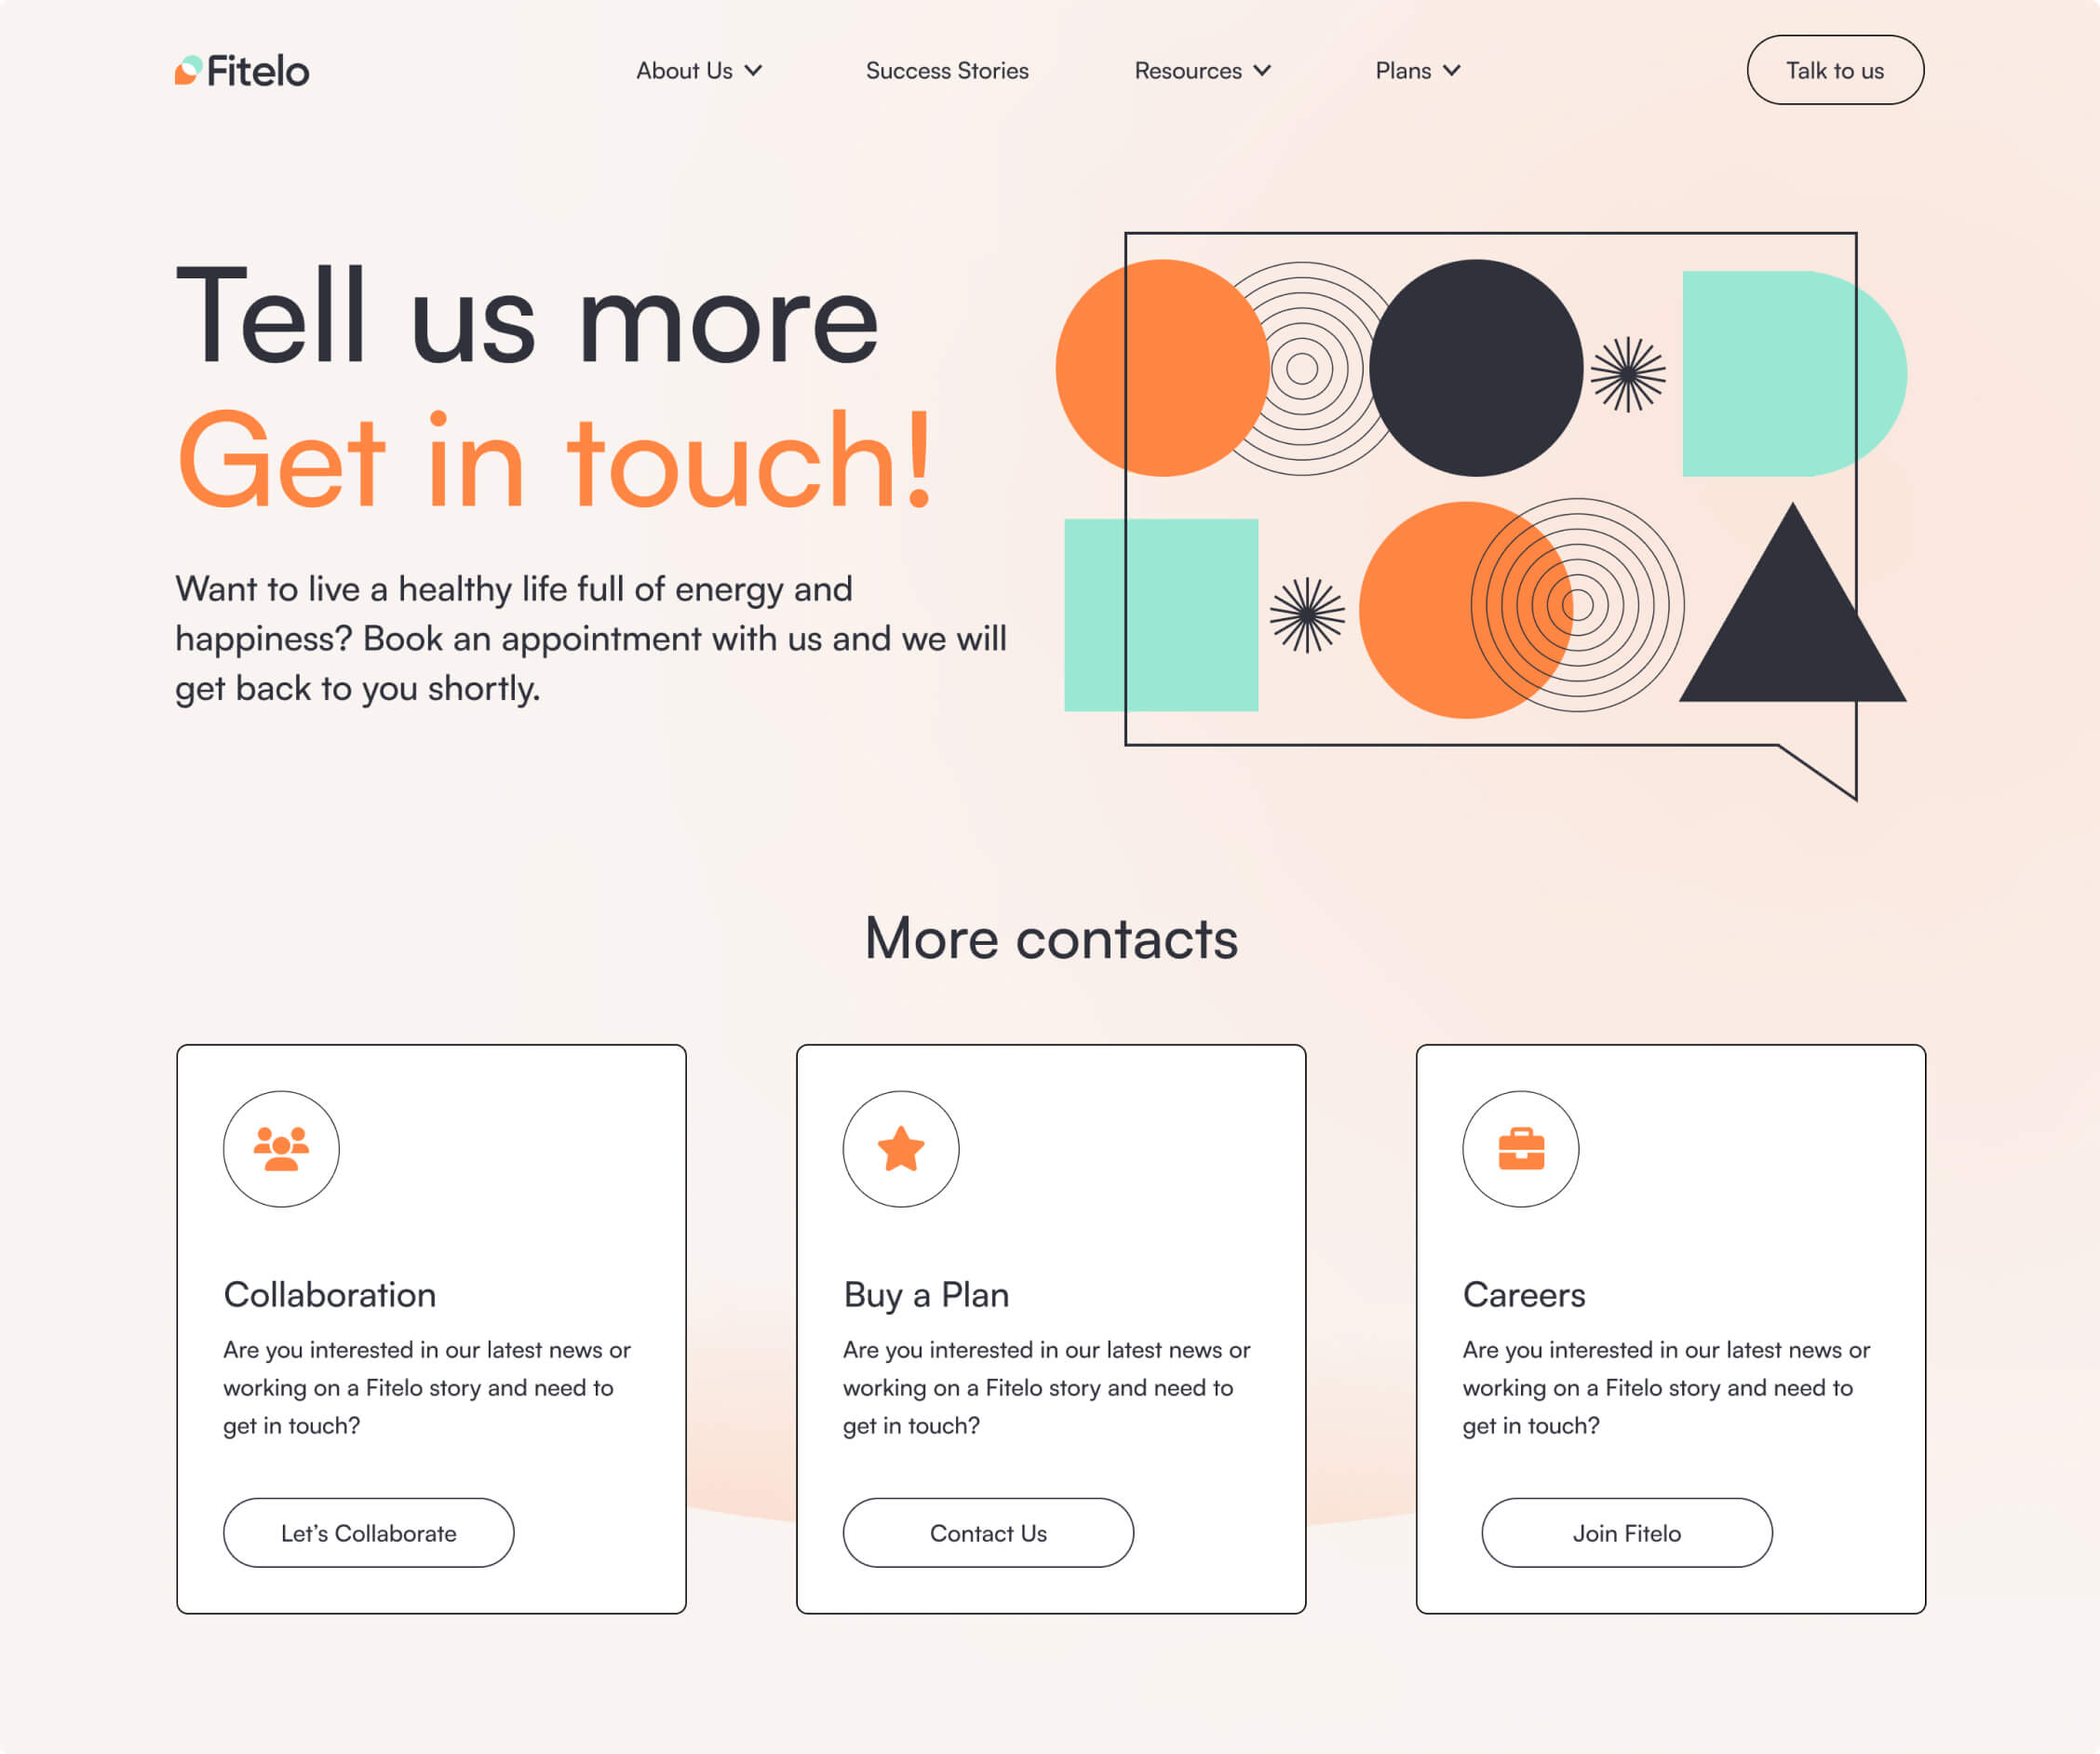 Fitelo
About Us
Success Stories
Resources
Plans
Talk to us
Tell us more
Get in touch!
Want to live a healthy life full of energy and
happiness? Book an appointment with us and we will
get back to you shortly.
More contacts
Collaboration
Are you interested in our latest news or
working on a Fitelo story and need to
get in touch?
Let’s Collaborate
Buy a Plan
Are you interested in our latest news or
working on a Fitelo story and need to
get in touch?
Contact Us
Careers
Are you interested in our latest news or
working on a Fitelo story and need to
get in touch?
Join Fitelo